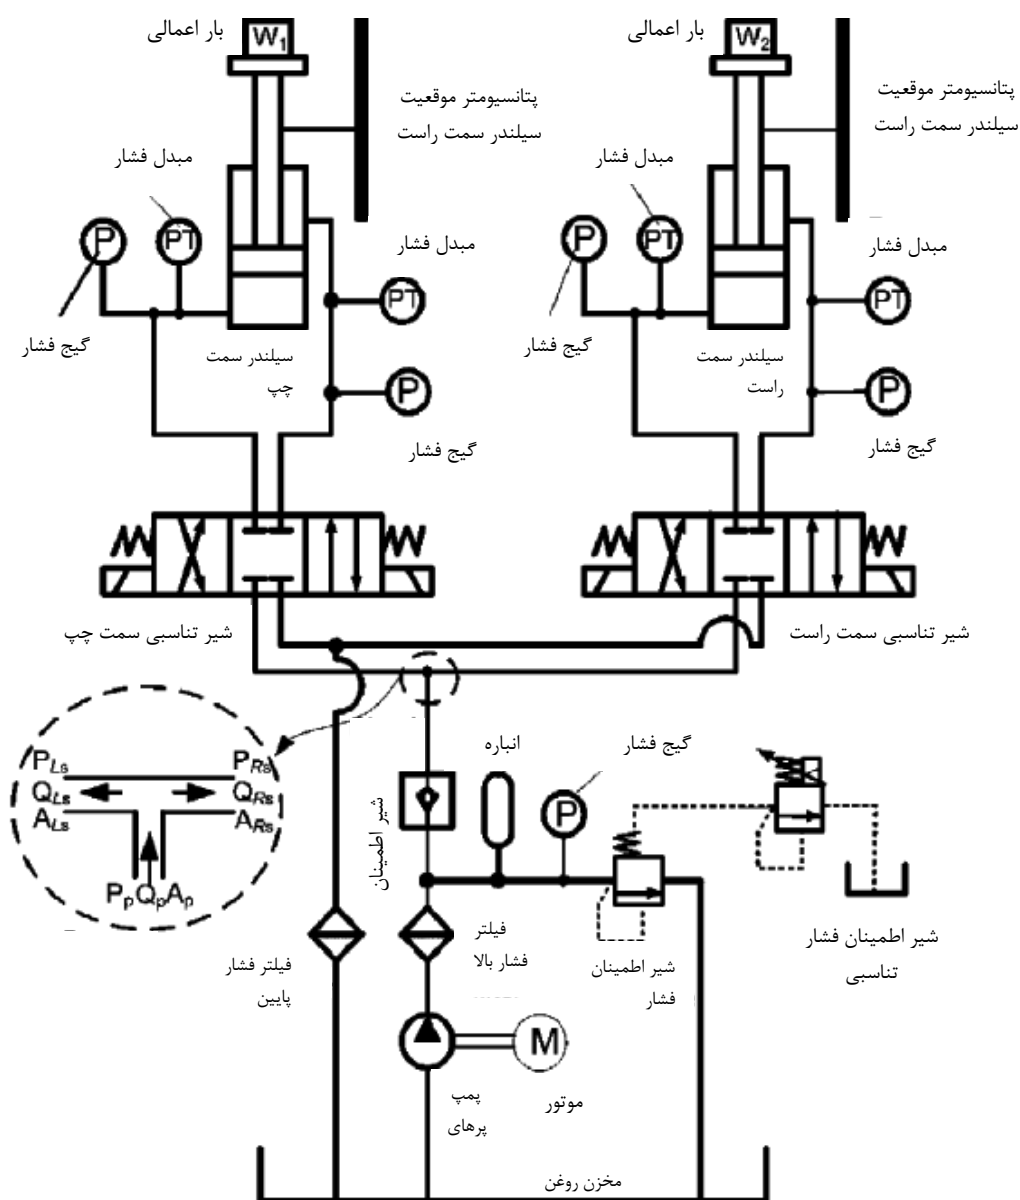 بار اعمالی
W1
بار اعمالی
W2
پتانسیومتر موقعیت
سیلندر سمت راست
پتانسیومتر موقعیت
سیلندر سمت راست
مبدل فشار
مبدل فشار
P
PT
P
PT
مبدل فشار
مبدل فشار
PT
PT
گیج فشار
سیلندر سمت
چپ
گیج فشار
سیلندر سمت
راست
P
P
گیج فشار
گیج فشار
شیر تناسبی سمت چپ
شیر تناسبی سمت راست
PLs
PRs
QLs
QRs
ALs
ARs
PpQpAp
انباره
گیج فشار
P
شیر اطمینان
فیلتر فشار
پایین
فیلتر
فشار بالا
شیر اطمینان
فشار
شیر اطمینان فشار
تناسبی
M
پمپ
پرهای
موتور
مخزن روغن